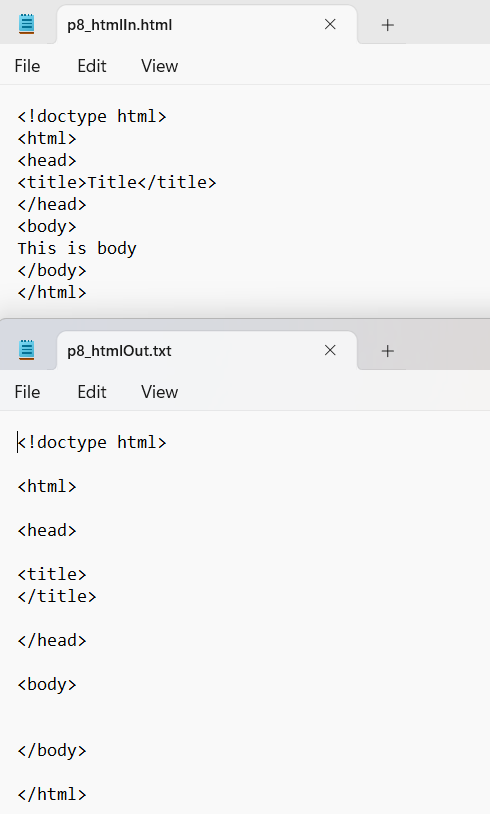 p8_htmlIn.html
File Edit View
<!doctype html>
<html>
<head>
<title>Title</title>
</head>
<body>
This is body
</body>
</html>
p8_htmlOut.txt
File Edit View
<!doctype html>
<html>
<head>
<title>
</title>
</head>
<body>
</body>
</html>